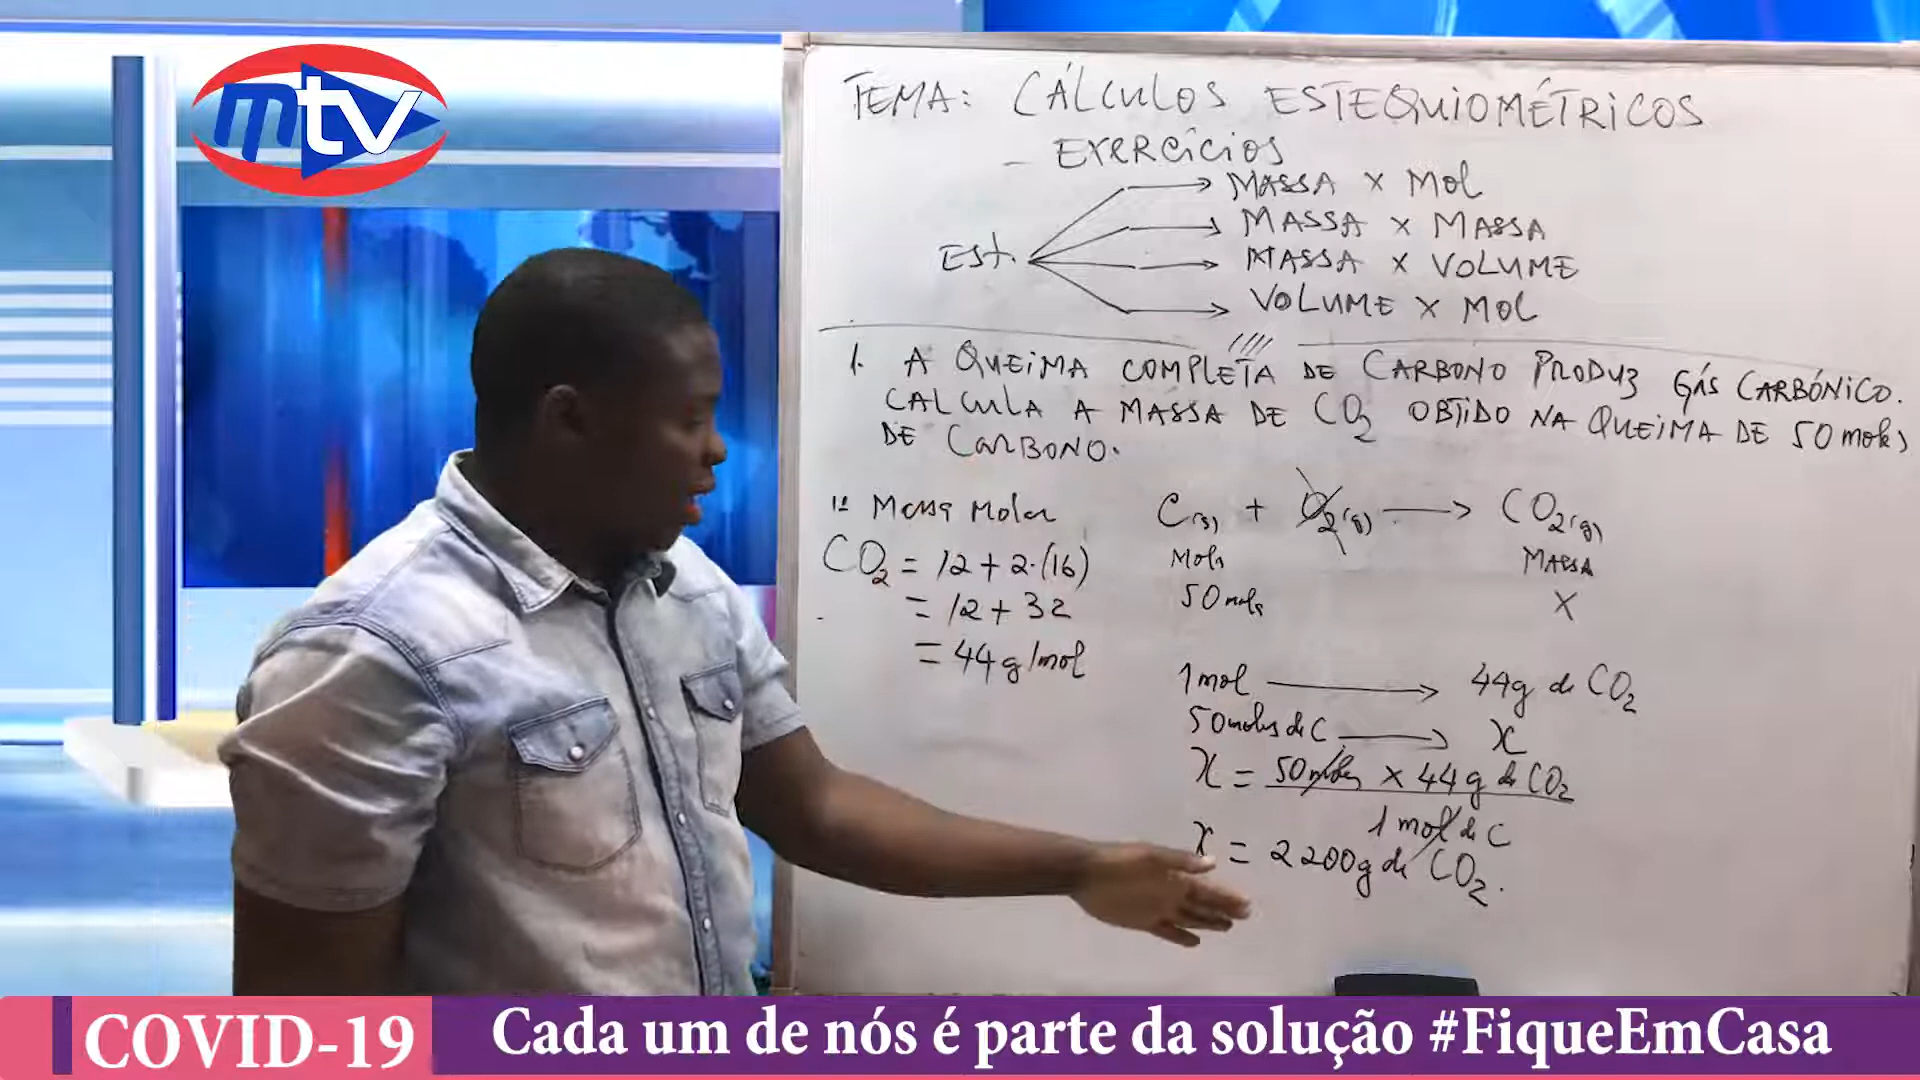 mtv
TEMA: CÁLCULOS ESTEQUIOMÉTRICOS
- EXERCÍCIOS
Est.
MASSA X MOL
MASSA X MASSA
MASSA X VOLUME
VOLUME X MOL
1. A QUEIMA COMPLETA DE CARBONO PRODUZ GÁS CARBÓNICO.
CALCULA A MASSA DE CO2 OBTIDO NA QUEIMA DE 50 moles
DE CARBONO.
1º Massa Molar
CO2 = 12 + 2·(16)
= 12 + 32
= 44 g/mol
C(s) + O2(g) → CO2(g)
Mols MASSA
50 mols X
1 mol → 44g de CO2
50 moles de C → X
X = 50 moles x 44g de CO2
1 mol de C
X = 2200g de CO2.
COVID-19
Cada um de nós é parte da solução #FiqueEmCasa